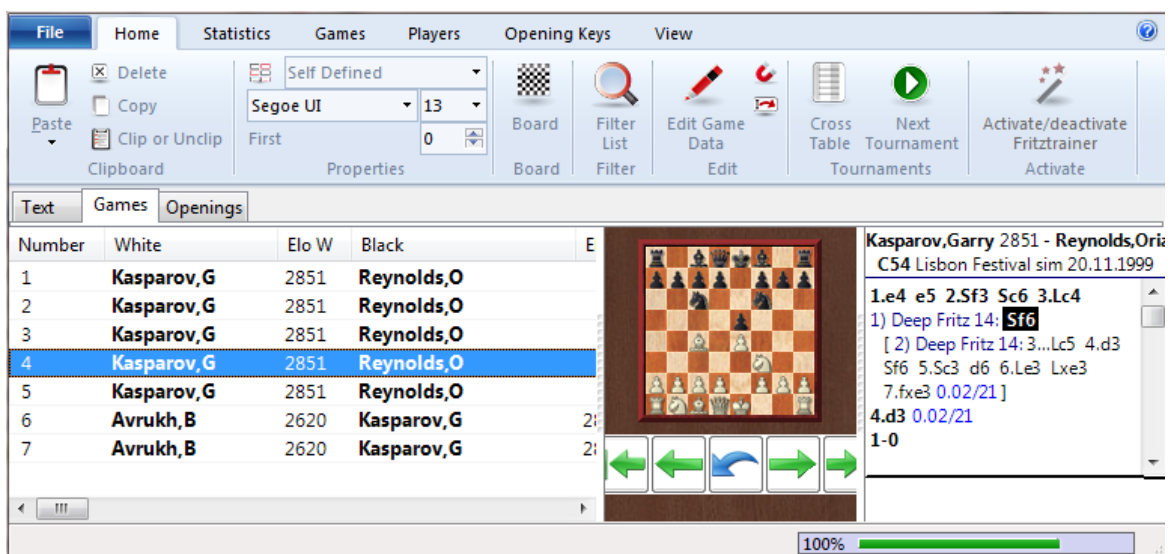 File Home Statistics Games Players Opening Keys View
Paste
Delete
Copy
Clip or Unclip
Clipboard
Self Defined
Segoe UI 13
First 0
Properties
Board
Board
Filter List
Filter
Edit Game Data
Edit
Cross Table
Next Tournament
Tournaments
Activate/deactivate Fritztrainer
Activate
Text Games Openings
Number White Elo W Black E
1 Kasparov,G 2851 Reynolds,O
2 Kasparov,G 2851 Reynolds,O
3 Kasparov,G 2851 Reynolds,O
4 Kasparov,G 2851 Reynolds,O
5 Kasparov,G 2851 Reynolds,O
6 Avrukh,B 2620 Kasparov,G
7 Avrukh,B 2620 Kasparov,G
Kasparov,Garry 2851 - Reynolds,Oria
C54 Lisbon Festival sim 20.11.1999
1.e4 e5 2.Sf3 Sc6 3.Lc4
1) Deep Fritz 14: Sf6
[ 2) Deep Fritz 14: 3...Lc5 4.d3
Sf6 5.Sc3 d6 6.Le3 Lxe3
7.fxe3 0.02/21 ]
4.d3 0.02/21
1-0
100%